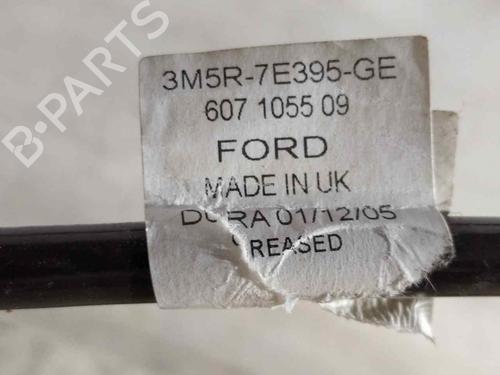 3M5R-7E395-GE
607 1055 09
FORD
MADE IN UK
DURA 01/12/05
REASED
B-PARTS